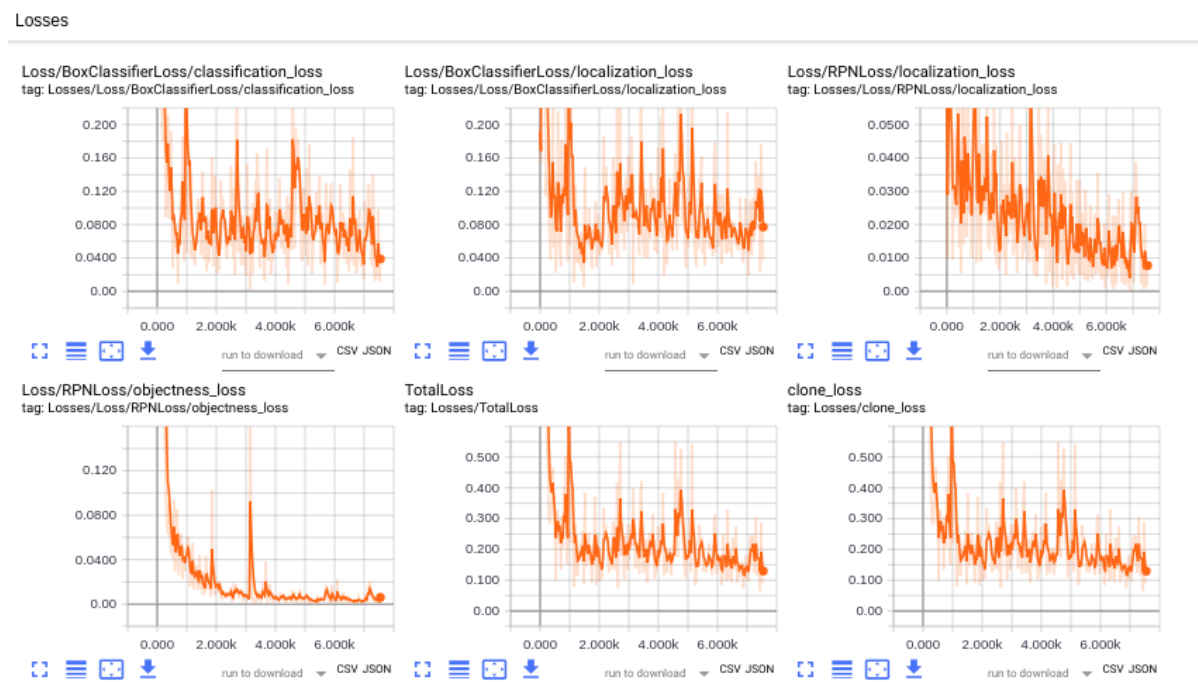 Losses
Loss/BoxClassifierLoss/classification_loss
tag: Losses/Loss/BoxClassifierLoss/classification_loss
0.200
0.160
0.120
0.0800
0.0400
0.00
0.000 2.000k 4.000k 6.000k
run to download CSV JSON
Loss/BoxClassifierLoss/localization_loss
tag: Losses/Loss/BoxClassifierLoss/localization_loss
0.200
0.160
0.120
0.0800
0.0400
0.00
0.000 2.000k 4.000k 6.000k
run to download CSV JSON
Loss/RPNLoss/localization_loss
tag: Losses/Loss/RPNLoss/localization_loss
0.0500
0.0400
0.0300
0.0200
0.0100
0.00
0.000 2.000k 4.000k 6.000k
run to download CSV JSON
Loss/RPNLoss/objectness_loss
tag: Losses/Loss/RPNLoss/objectness_loss
0.120
0.0800
0.0400
0.00
0.000 2.000k 4.000k 6.000k
run to download CSV JSON
TotalLoss
tag: Losses/TotalLoss
0.500
0.400
0.300
0.200
0.100
0.00
0.000 2.000k 4.000k 6.000k
run to download CSV JSON
clone_loss
tag: Losses/clone_loss
0.500
0.400
0.300
0.200
0.100
0.00
0.000 2.000k 4.000k 6.000k
run to download CSV JSON